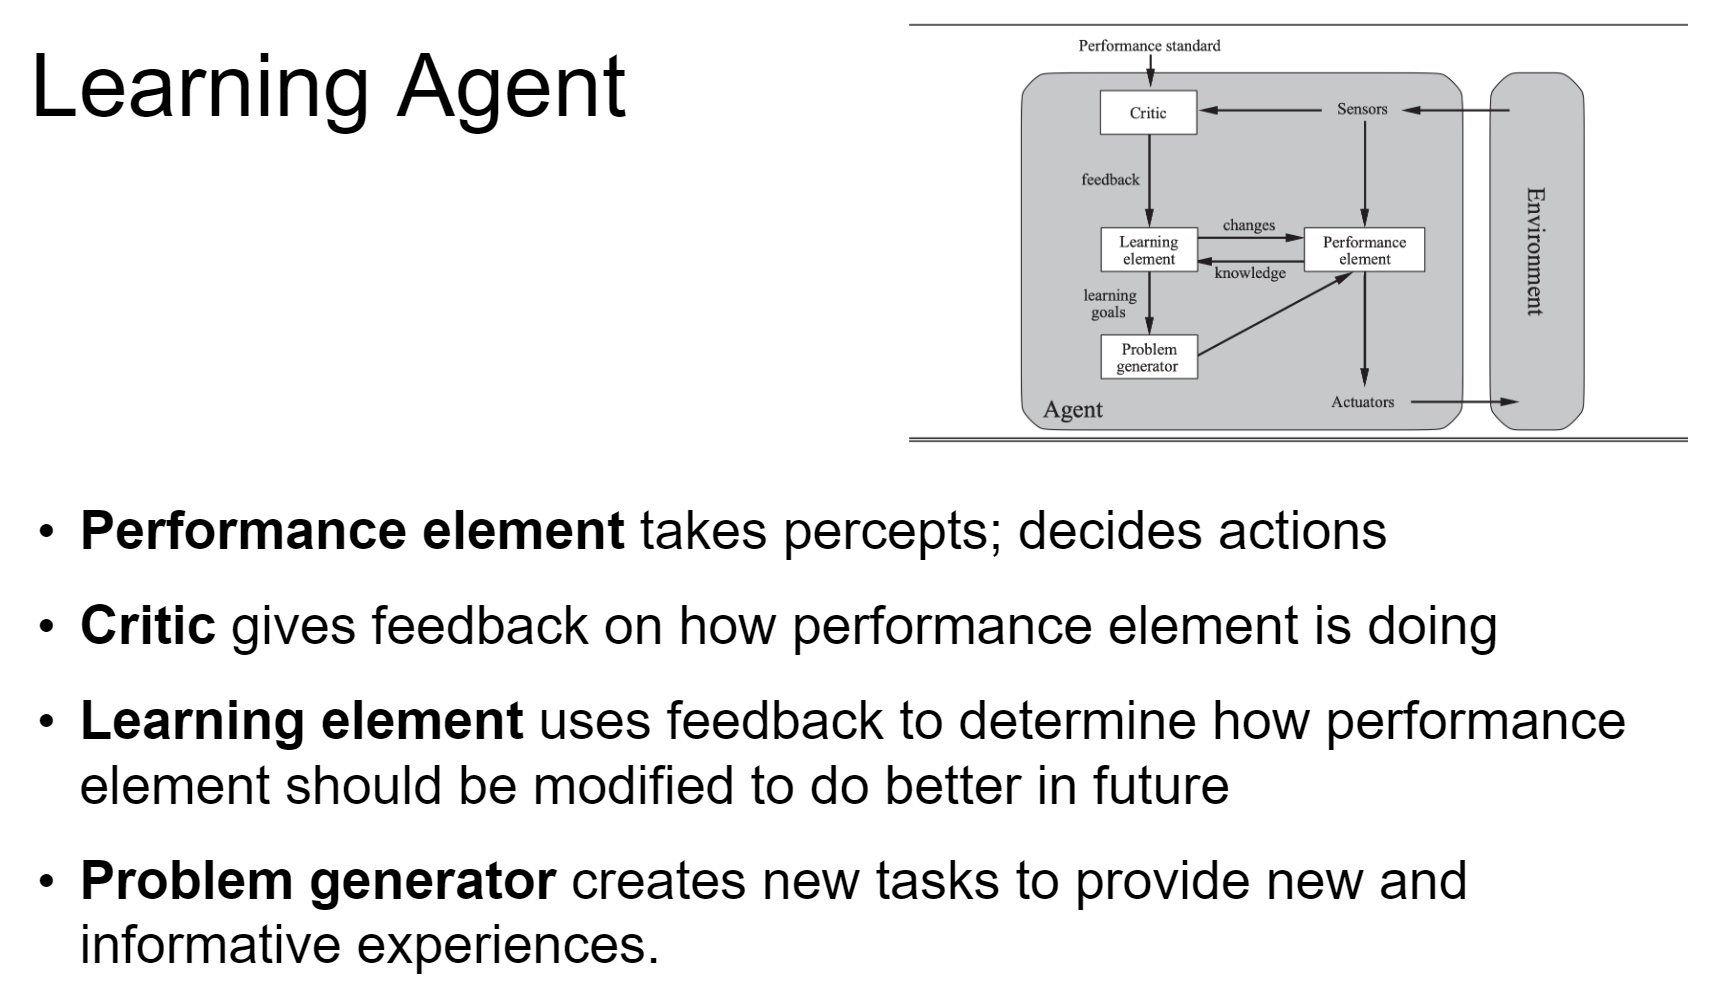 Learning Agent
Performance standard
Critic
Sensors
feedback
changes
Learning
element
Performance
element
knowledge
learning
goals
Problem
generator
Agent
Actuators
Environment
• Performance element takes percepts; decides actions
• Critic gives feedback on how performance element is doing
• Learning element uses feedback to determine how performance
element should be modified to do better in future
• Problem generator creates new tasks to provide new and
informative experiences.